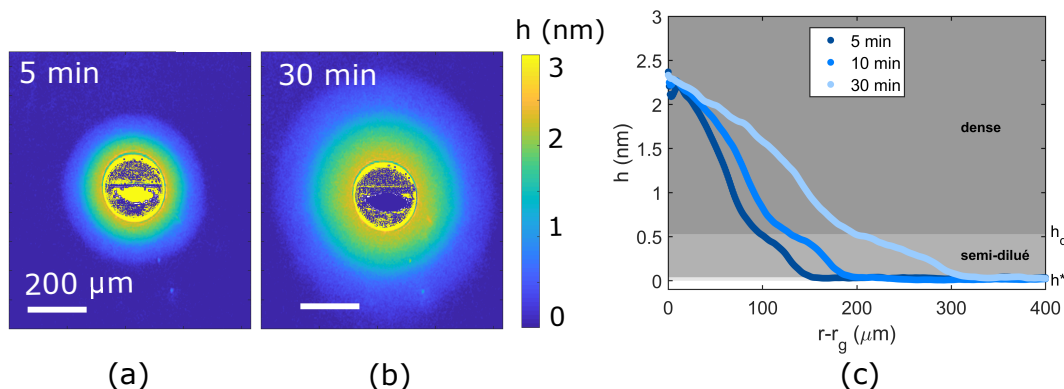 5 min
200 μm
(a)
30 min
(b)
h (nm)
3
2
1
0
h (nm)
3
2.5
2
1.5
1
0.5
0
5 min
10 min
30 min
dense
semi-dilué
h*
0
100
200
300
400
r-r_g (μm)
(c)